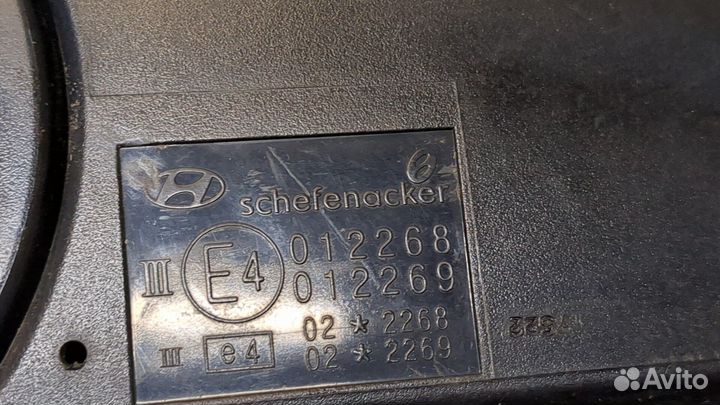 schefenacker
III E4 012268
012269
III e4 02 * 2268
02 * 2269
Avito